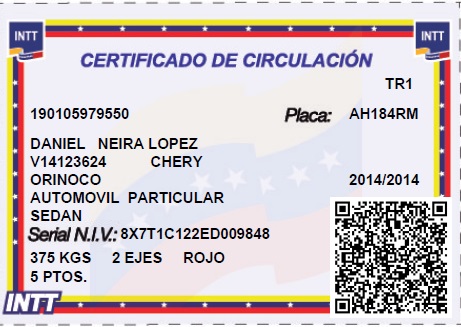 INTT
INTT
CERTIFICADO DE CIRCULACIÓN
TR1
190105979550 Placa: AH184RM
DANIEL NEIRA LOPEZ
V14123624 CHERY
ORINOCO 2014/2014
AUTOMOVIL PARTICULAR
SEDAN
Serial N.I.V.: 8X7T1C122ED009848
375 KGS 2 EJES ROJO
5 PTOS.
INTT